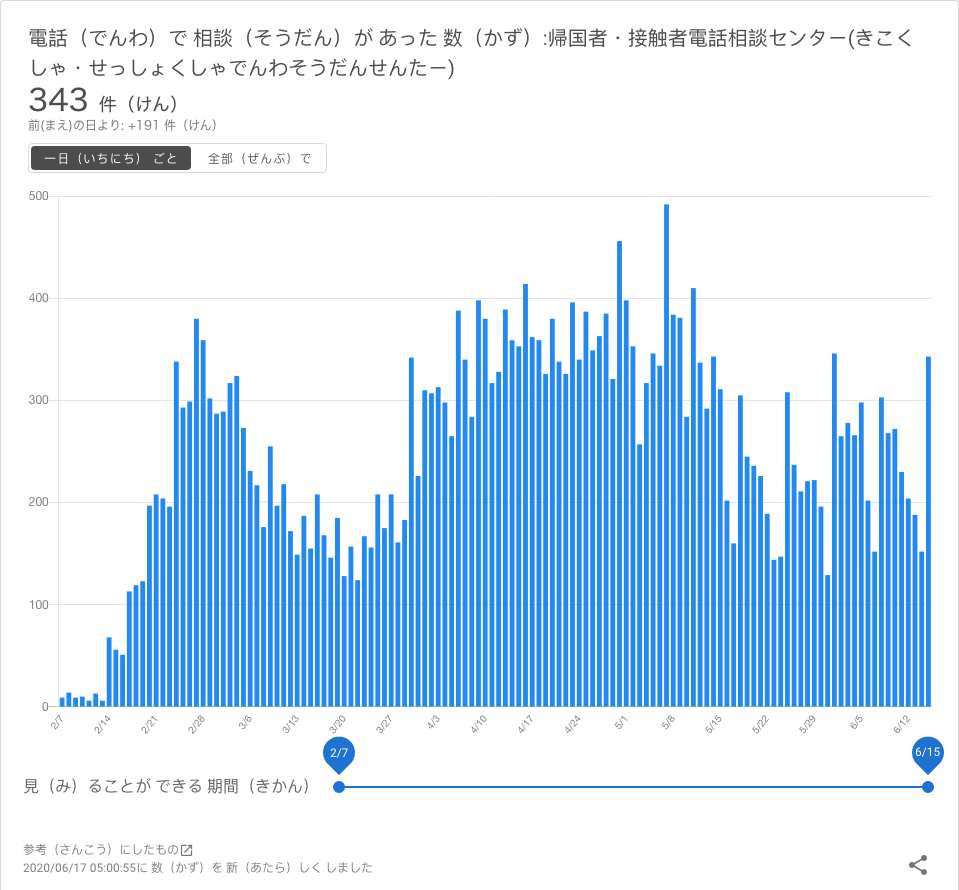 電話（でんわ）で 相談（そうだん）が あった 数（かず）:帰国者・接触者電話相談センター(きこく
しゃ・せっしょくしゃでんわそうだんせんたー)
343 件（けん）
前(まえ)の日より: +191 件（けん）
一日（いちにち） ごと 全部（ぜんぶ）で
500
400
300
200
100
0
2/7 2/14 2/21 2/28 3/6 3/13 3/20 3/27 4/3 4/10 4/17 4/24 5/1 5/8 5/15 5/22 5/29 6/5 6/12
2/7 6/15
見（み）ることが できる 期間（きかん）
参考（さんこう）にしたもの
2020/06/17 05:00:55に 数（かず）を 新（あたら）しく しました